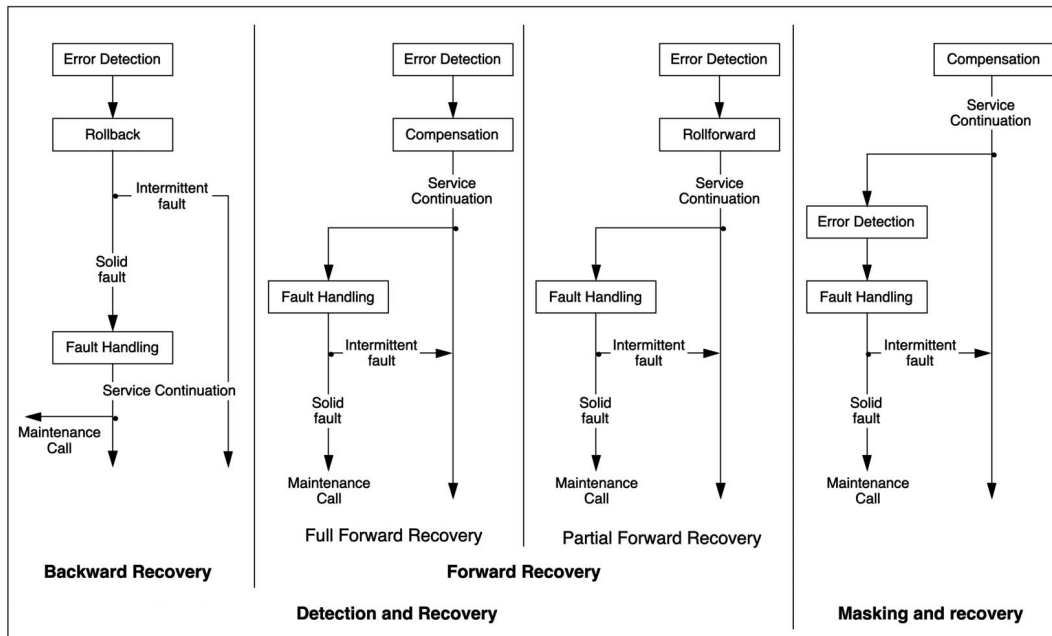 Error Detection
Rollback
Intermittent
fault
Solid
fault
Fault Handling
Service Continuation
Maintenance
Call
Backward Recovery
Error Detection
Compensation
Service
Continuation
Fault Handling
Intermittent
fault
Solid
fault
Maintenance
Call
Full Forward Recovery
Error Detection
Rollforward
Service
Continuation
Fault Handling
Intermittent
fault
Solid
fault
Maintenance
Call
Partial Forward Recovery
Forward Recovery
Detection and Recovery
Compensation
Service
Continuation
Error Detection
Fault Handling
Intermittent
fault
Solid
fault
Maintenance
Call
Masking and recovery